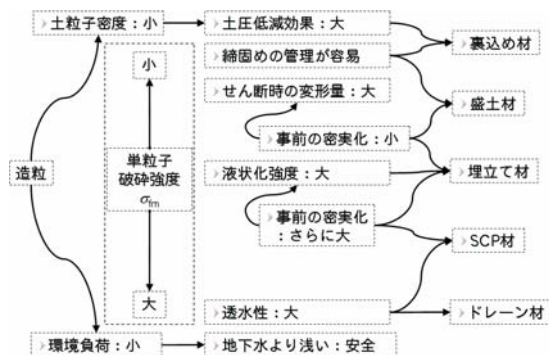 土粒子密度：小
土圧低減効果：大
裏込め材
締固めの管理が容易
小
せん断時の変形量：大
盛土材
事前の密実化：小
造粒
単粒子
破砕強度
σfm
液状化強度：大
埋立て材
事前の密実化
：さらに大
SCP材
大
透水性：大
ドレーン材
環境負荷：小
地下水より浅い：安全